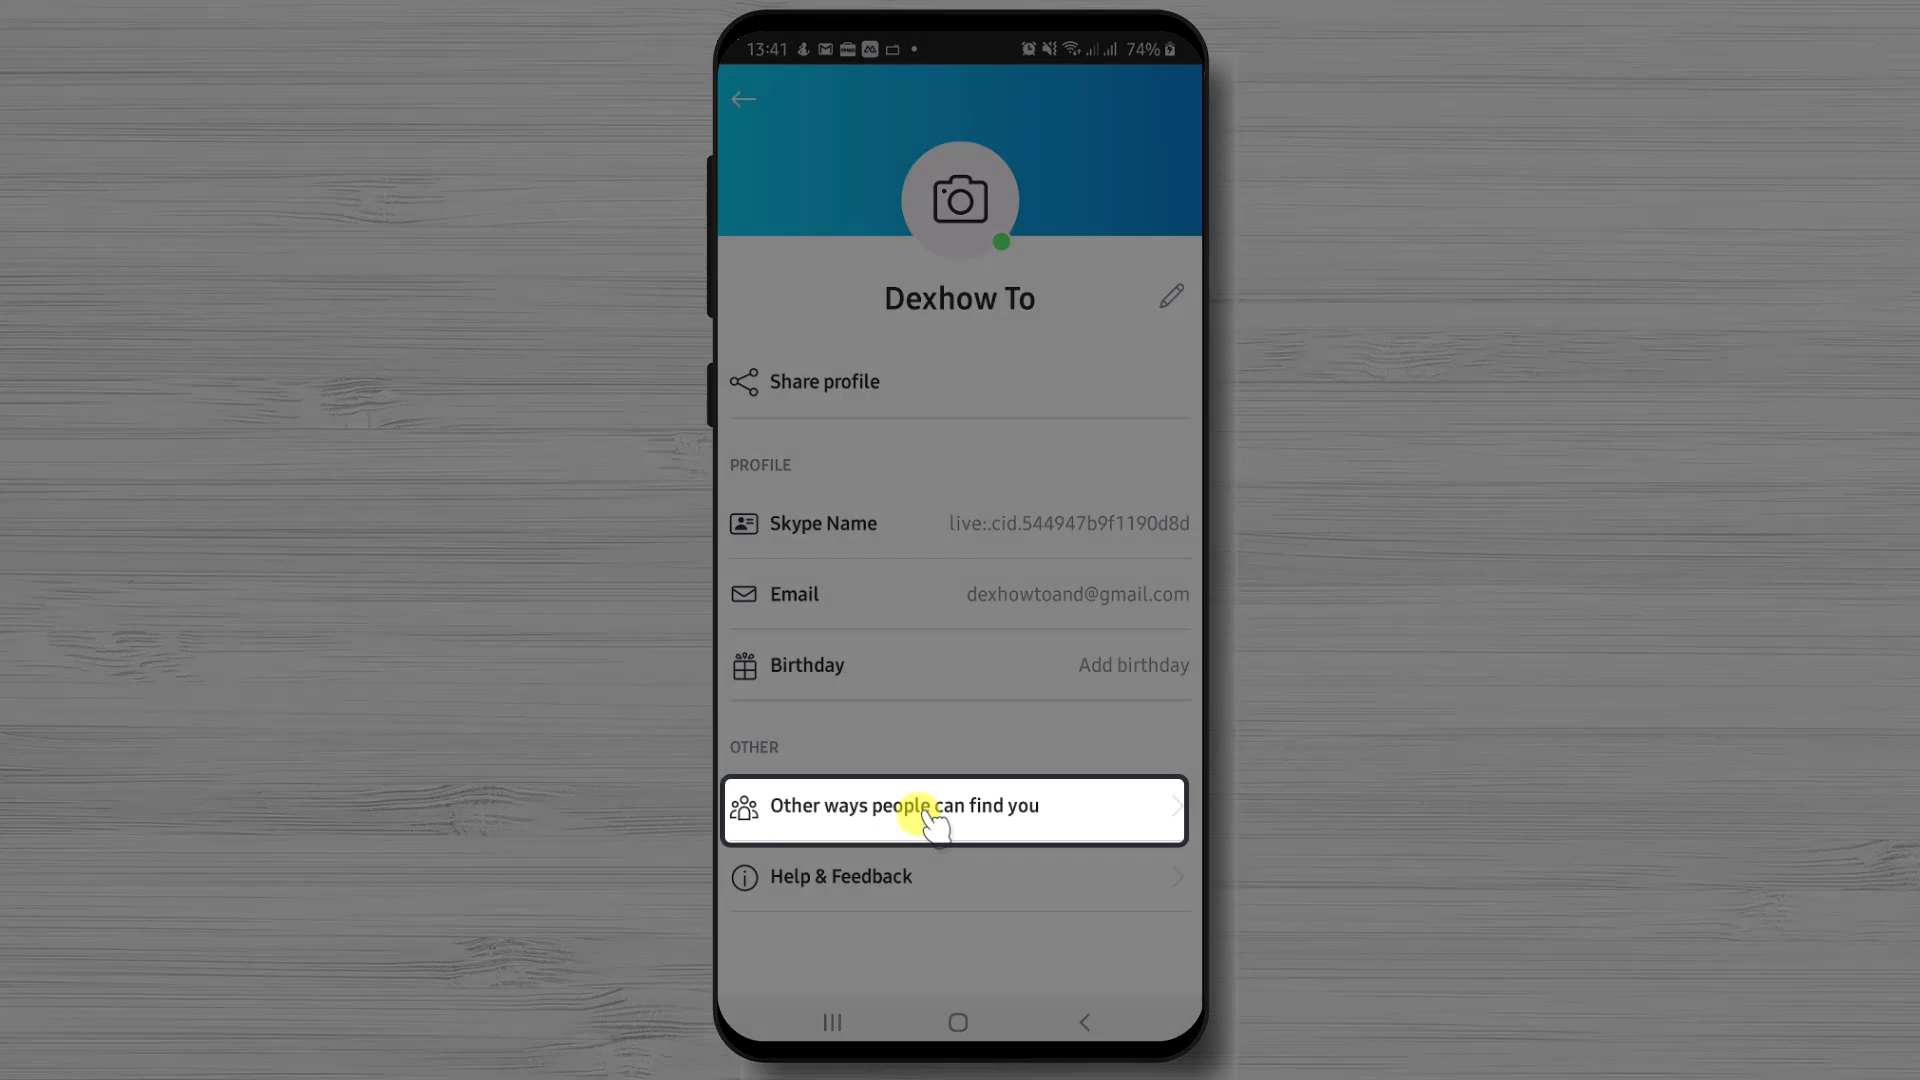 13:41 74%
Dexhow To
Share profile
PROFILE
Skype Name live:.cid.544947b9f1190d8d
Email dexhowtoand@gmail.com
Birthday Add birthday
OTHER
Other ways people can find you
Help & Feedback